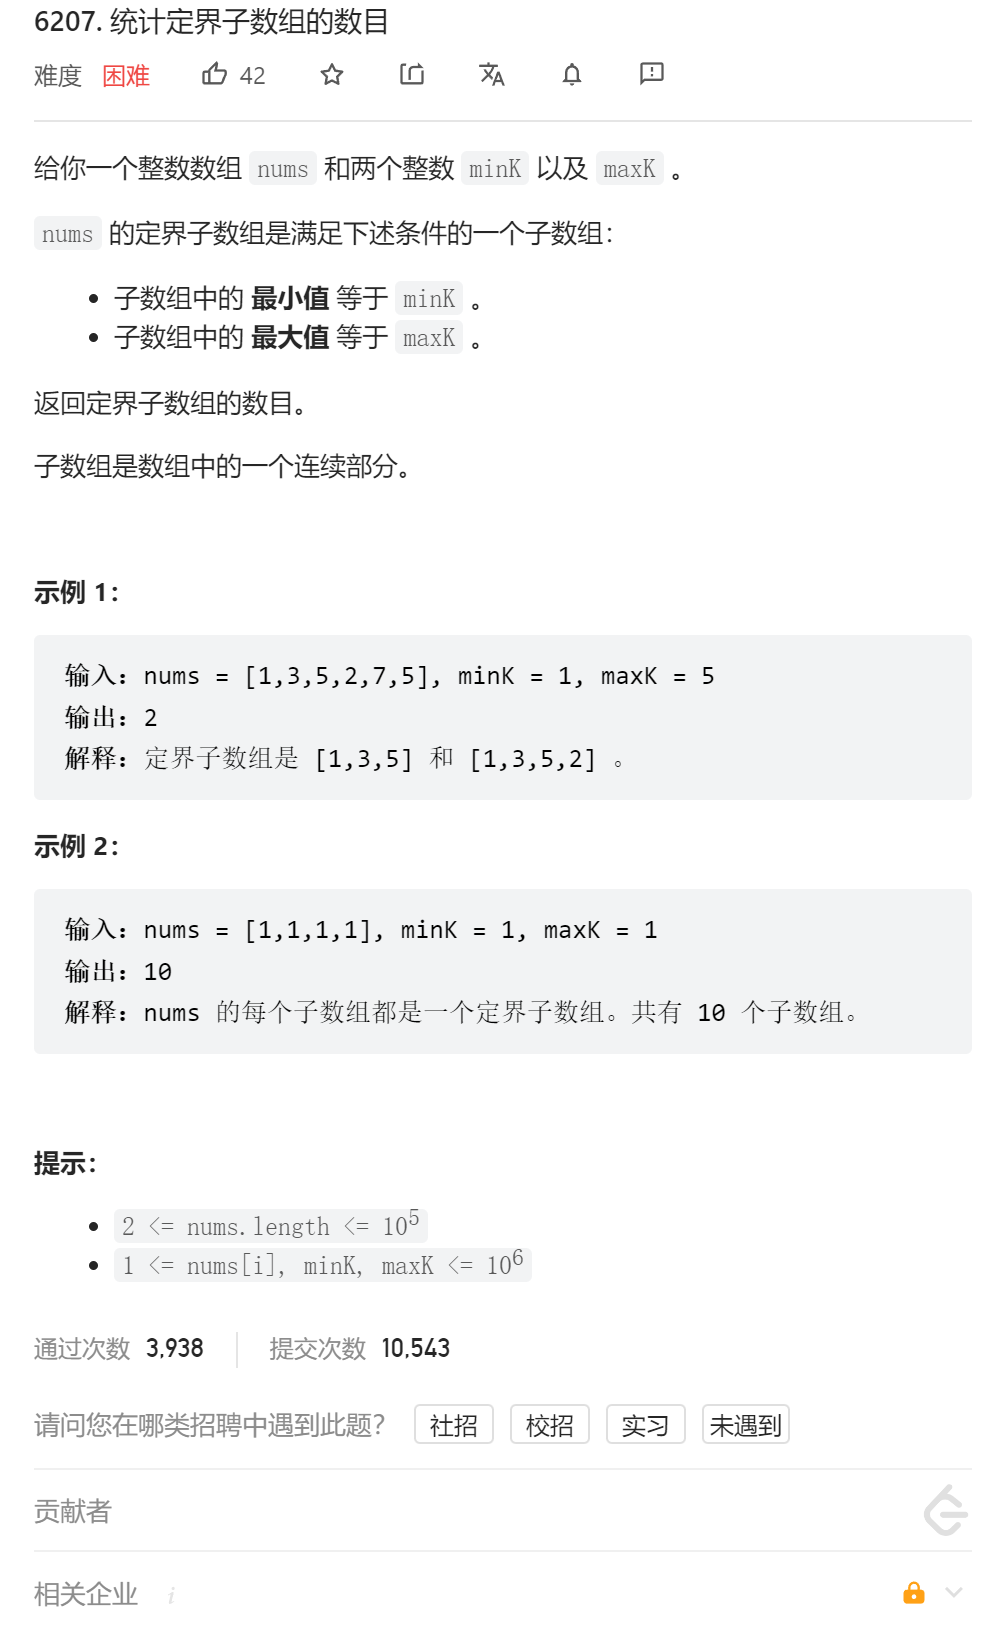 6207. 统计定界子数组的数目
难度 困难 42
给你一个整数数组 nums 和两个整数 minK 以及 maxK 。
nums 的定界子数组是满足下述条件的一个子数组：
• 子数组中的 最小值 等于 minK 。
• 子数组中的 最大值 等于 maxK 。
返回定界子数组的数目。
子数组是数组中的一个连续部分。
示例 1：
输入：nums = [1,3,5,2,7,5], minK = 1, maxK = 5
输出：2
解释：定界子数组是 [1,3,5] 和 [1,3,5,2] 。
示例 2：
输入：nums = [1,1,1,1], minK = 1, maxK = 1
输出：10
解释：nums 的每个子数组都是一个定界子数组。共有 10 个子数组。
提示：
• 2 <= nums.length <= 10⁵
• 1 <= nums[i], minK, maxK <= 10⁶
通过次数 3,938 提交次数 10,543
请问您在哪类招聘中遇到此题? 社招 校招 实习 未遇到
贡献者
相关企业 i